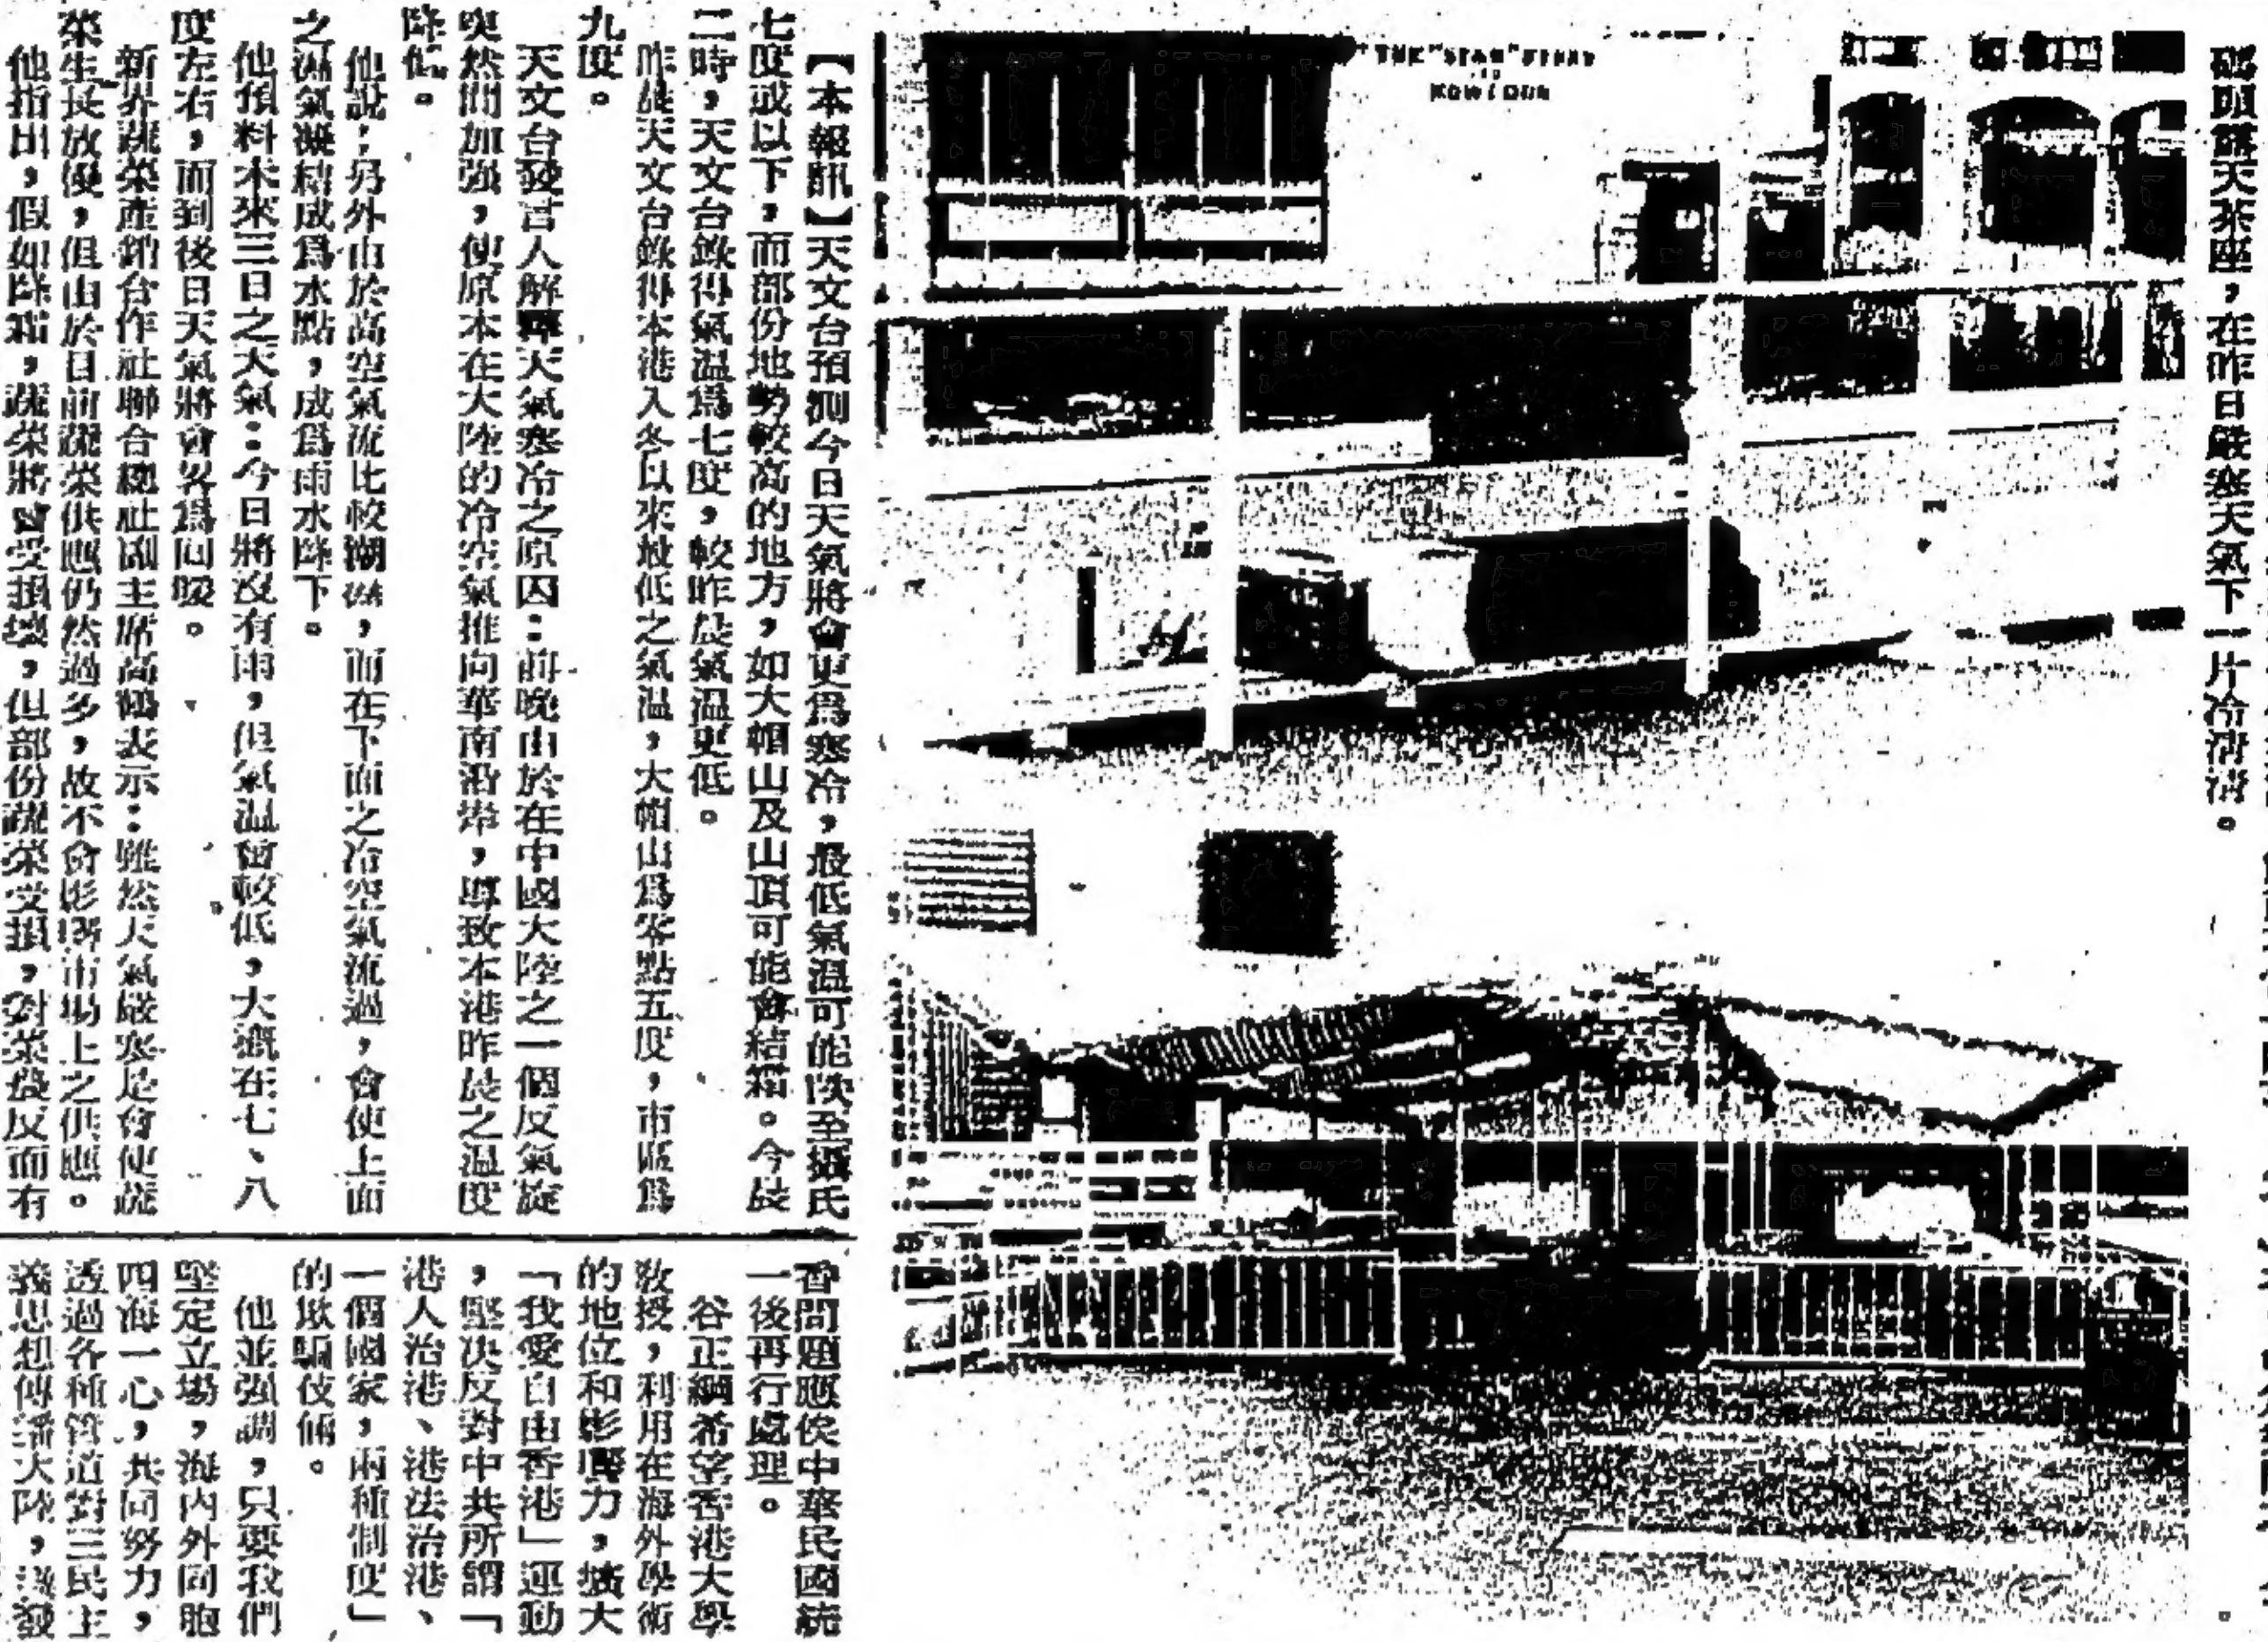 碼頭露天茶座，在昨日嚴寒天氣下一片冷清清。
THE "STAR" FERRY
TO
KOWLOON
【本報訊】天文台預測今日天氣將會更為寒冷，最低氣溫可能跌至攝氏
七度或以下，而部份地勢較高的地方，如大帽山及山頂可能會結霜。今晨
二時，天文台錄得氣溫爲七度，較昨晨氣溫更低。
昨晨天文台錄得本港入冬以來最低之氣溫，大帽山爲零點五度，市區爲
九度。
天文台發言人解釋天氣寒冷之原因：前晚由於在中國大陸之一個反氣旋
突然間加强，使原本在大陸的冷空氣推向華南沿岸，導致本港昨晨之溫度
降低。
他說：另外由於高空氣流比較潮濕，而在下面之冷空氣流過，會使上面
之濕氣凝結成爲水點，成爲雨水降下。
他預料未來三日之天氣：今日將沒有雨，但氣溫會較低，大概在七、八
度左右，而到後日天氣將會畧爲回暖。
新界蔬菜產銷合作社聯合總社副主席高鶴表示：雖然天氣嚴寒是會使蔬
菜生長放慢，但由於目前蔬菜供應仍然過多，故不會影响市場上之供應。
他指出，假如降霜，蔬菜將會受損壞，但部份蔬菜受損，對菜農反而有
香問題應俟中華民國統
一後再行處理。
谷正綱希望香港大學
教授，利用在海外學術
的地位和影響力，擴大
「我愛自由香港」運動
，堅决反對中共所謂「
港人治港、港法治港、
一個國家，兩種制度」
的欺騙伎倆。
他並强調，只要我們
堅定立場，海內外同胞
四海一心，共同努力，
透過各種管道對三民主
義思想傳播大陸，激發